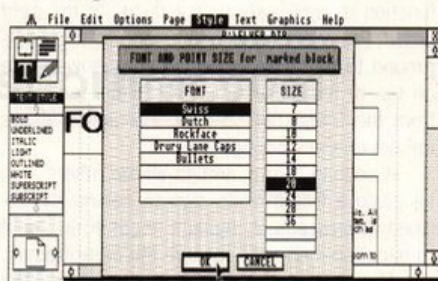 File Edit Options Page Style Text Graphics Help
FONT AND POINT SIZE for marked block
FONT
Swiss
Dutch
Rockface
Drury Lane Caps
Bullets
SIZE
7
8
10
12
14
18
20
24
28
36
OK
CANCEL
T
TEXT-STYLE
BOLD
UNDERLINED
ITALIC
LIGHT
OUTLINED
WHITE
SUPERSCRIPT
SUBSCRIPT
FO